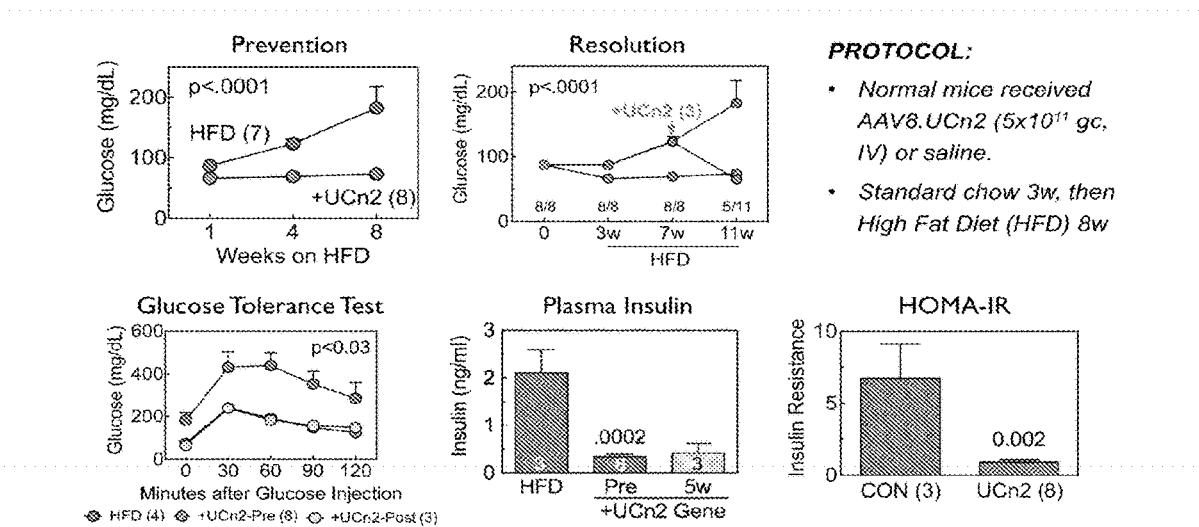 Prevention
Glucose (mg/dL)
200
100
0
p<.0001
HFD (7)
+UCn2 (8)
1 4 8
Weeks on HFD
Resolution
Glucose (mg/dL)
200
100
0
p<.0001
+UCn2 (3)
8/8 8/8 8/8 5/11
0 3w 7w 11w
HFD
PROTOCOL:
• Normal mice received
AAV8.UCn2 (5x10¹¹ gc,
IV) or saline.
• Standard chow 3w, then
High Fat Diet (HFD) 8w
Glucose Tolerance Test
Glucose (mg/dL)
600
400
200
0
p<0.03
0 30 60 90 120
Minutes after Glucose Injection
HFD (4) +UCn2-Pre (8) +UCn2-Post (3)
Plasma Insulin
Insulin (ng/ml)
3
2
1
0
.0002
3
HFD Pre 5w
+UCn2 Gene
HOMA-IR
Insulin Resistance
10
5
0
0.002
CON (3) UCn2 (8)